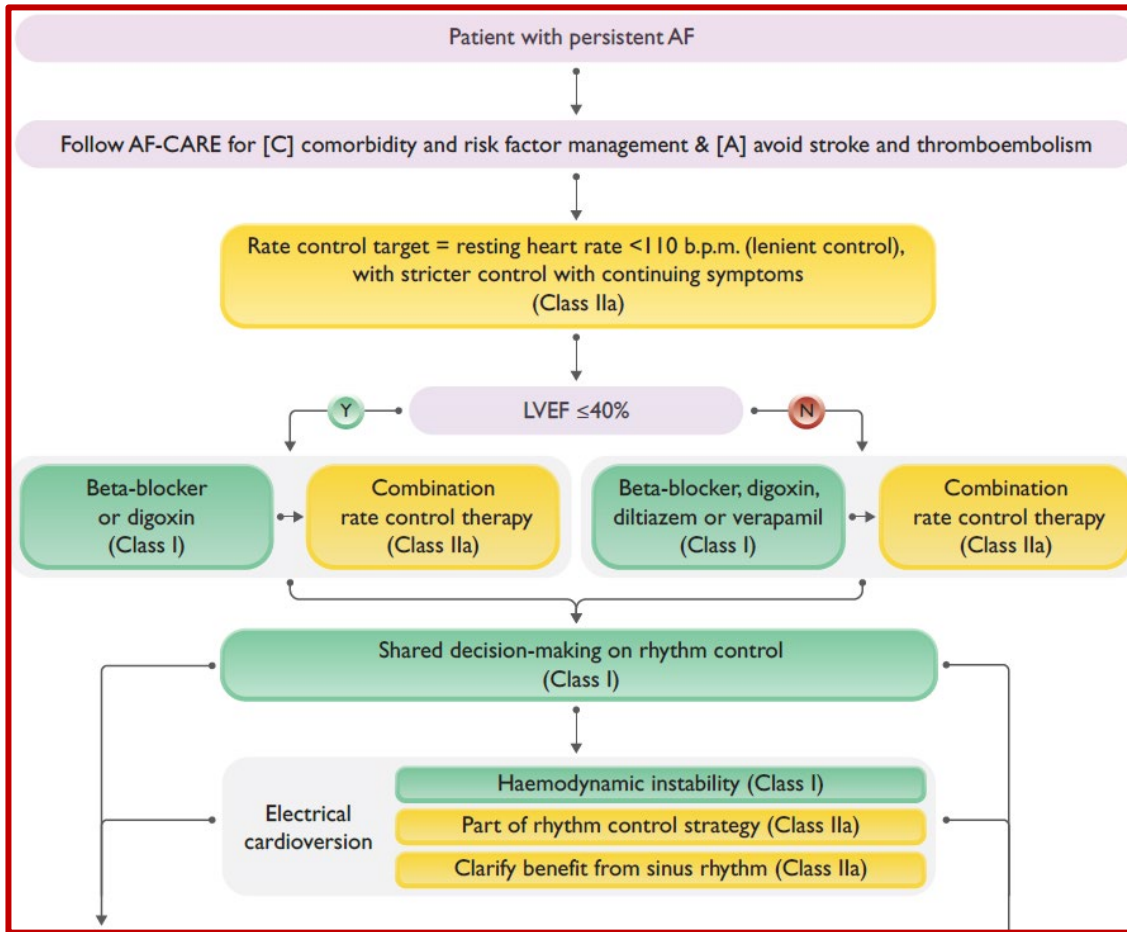 Patient with persistent AF
Follow AF-CARE for [C] comorbidity and risk factor management & [A] avoid stroke and thromboembolism
Rate control target = resting heart rate <110 b.p.m. (lenient control),
with stricter control with continuing symptoms
(Class IIa)
Y
LVEF ≤40%
N
Beta-blocker
or digoxin
(Class I)
Combination
rate control therapy
(Class IIa)
Beta-blocker, digoxin,
diltiazem or verapamil
(Class I)
Combination
rate control therapy
(Class IIa)
Shared decision-making on rhythm control
(Class I)
Electrical
cardioversion
Haemodynamic instability (Class I)
Part of rhythm control strategy (Class IIa)
Clarify benefit from sinus rhythm (Class IIa)